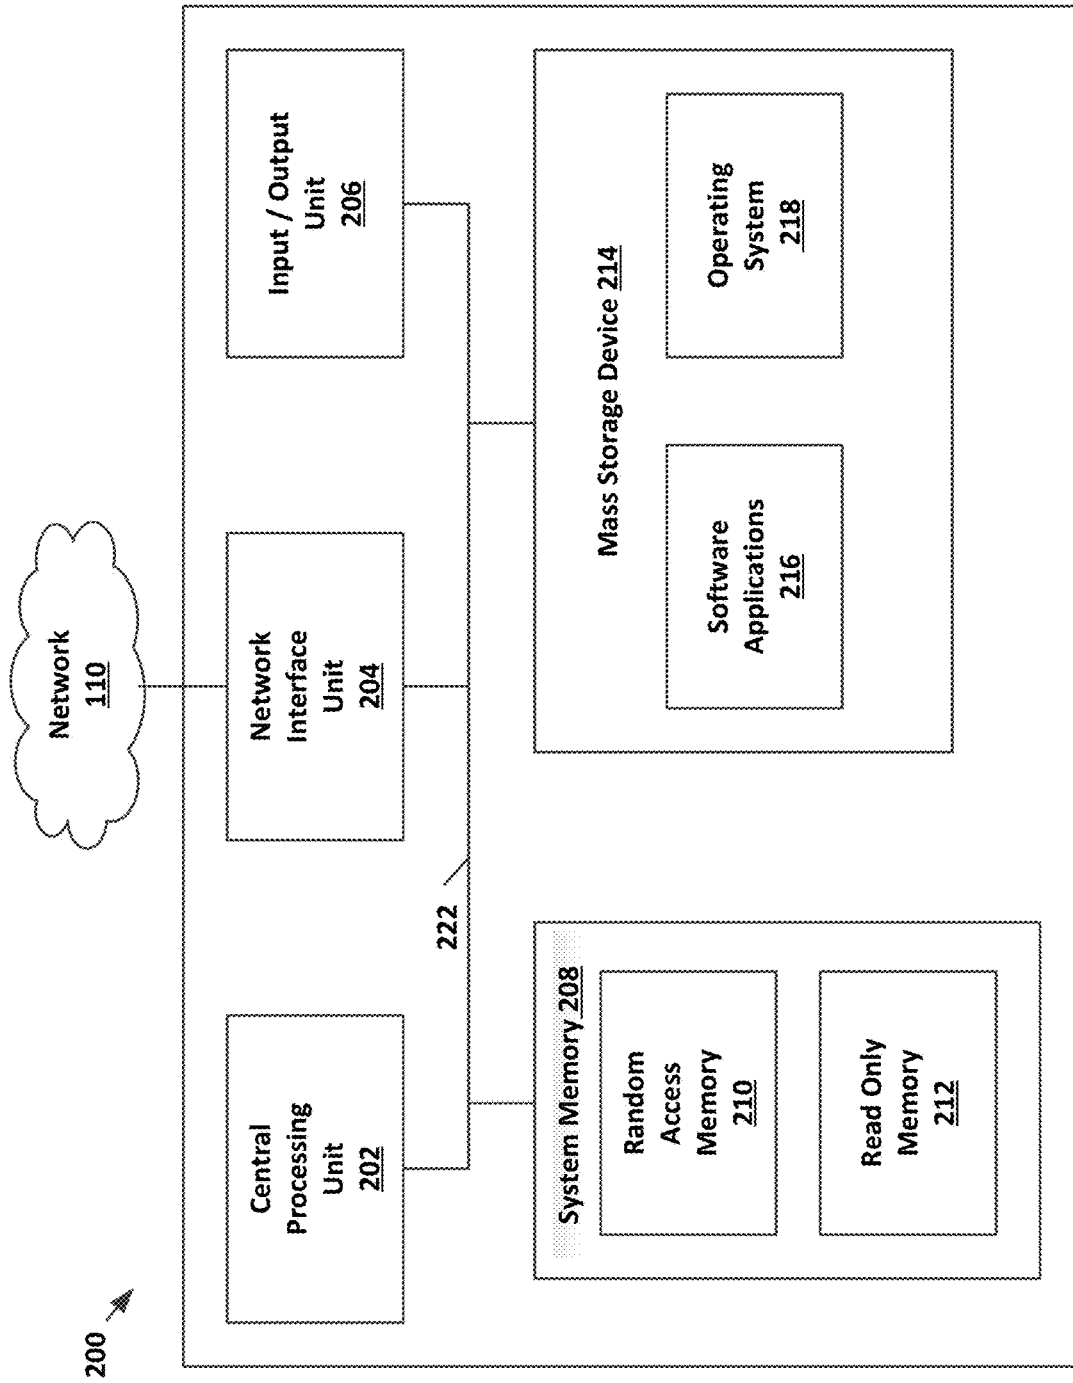 200
Network
110
Central
Processing
Unit
202
Network
Interface
Unit
204
Input / Output
Unit
206
222
System Memory 208
Random
Access
Memory
210
Read Only
Memory
212
Mass Storage Device 214
Software
Applications
216
Operating
System
218